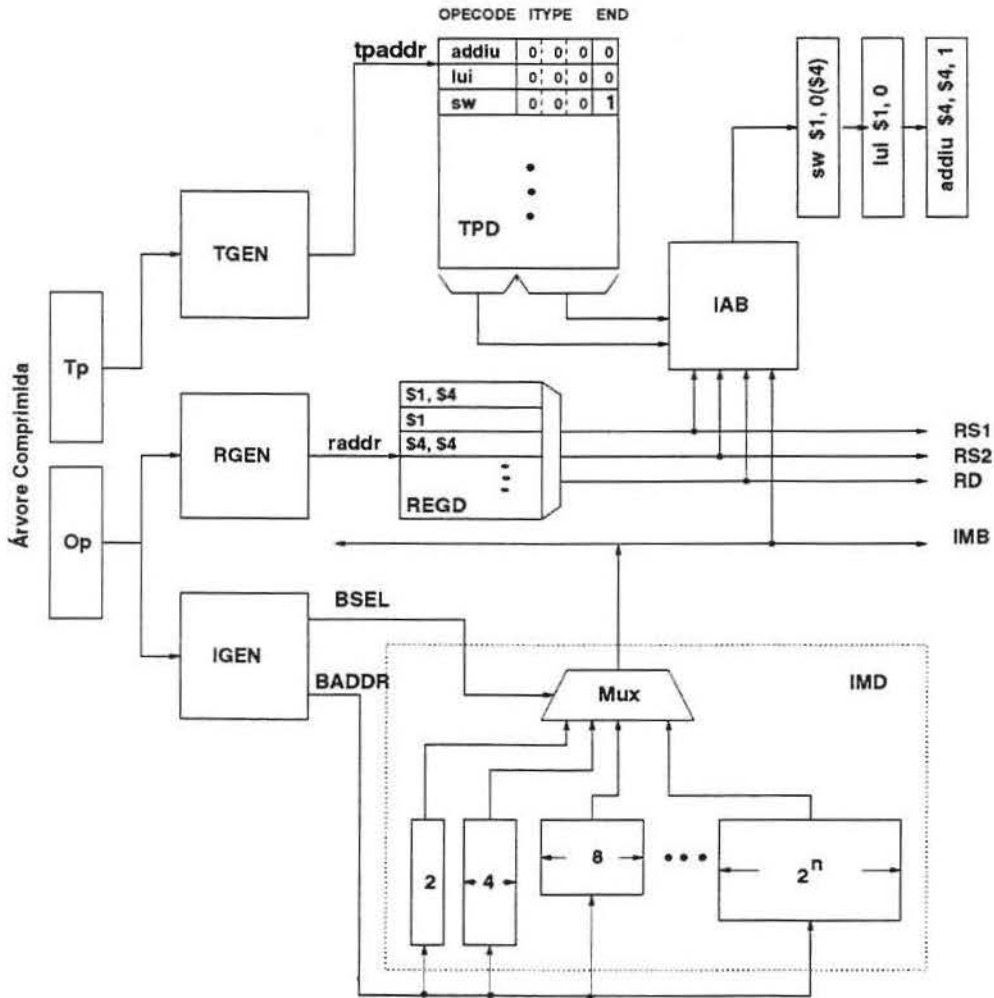 OPECODE ITYPE END
tpaddr
addiu 0 0 0 0
lui 0 0 0 0
sw 0 0 0 1
TPD
sw $1, 0($4)
lui $1, 0
addiu $4, $4, 1
TGEN
IAB
Árvore Comprimida
Tp
Op
RGEN
raddr
$1, $4
$1
$4, $4
REGD
RS1
RS2
RD
IMB
IGEN
BSEL
BADDR
Mux
IMD
2
4
8
2^n